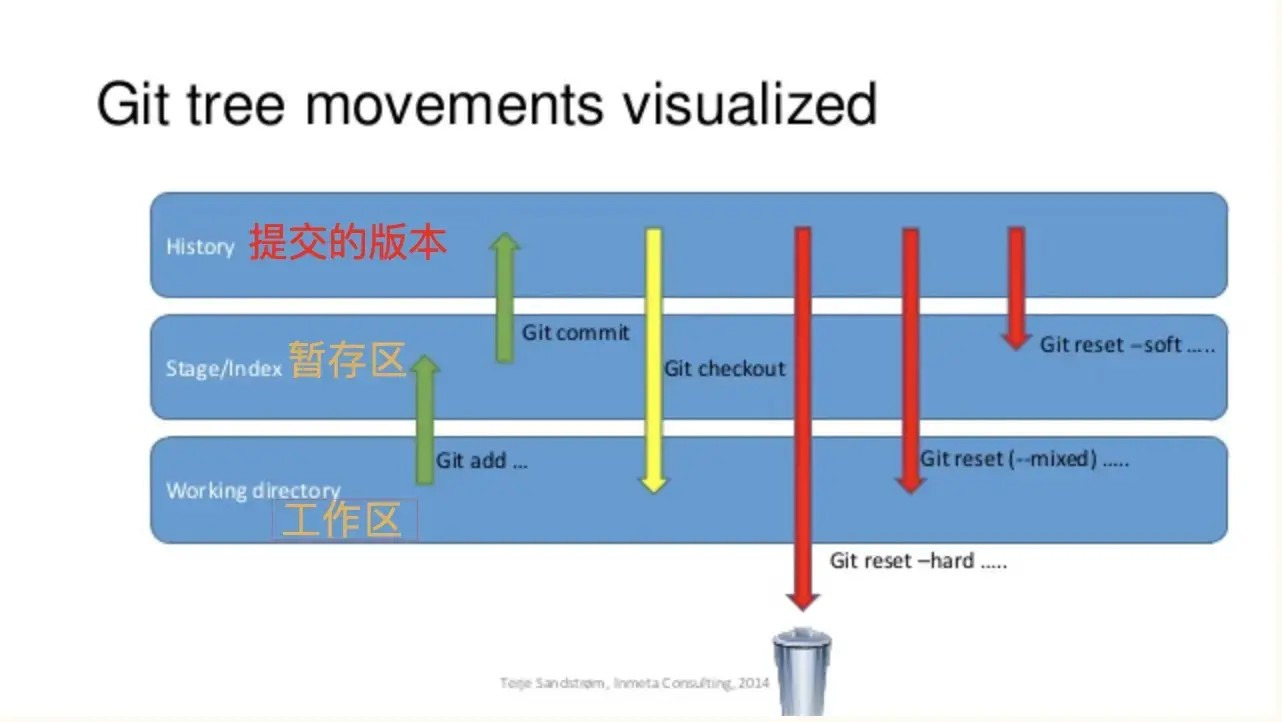 Git tree movements visualized
History 提交的版本
Git commit
Git reset –soft .....
Stage/Index 暂存区
Git checkout
Git add ...
Git reset (--mixed) .....
Working directory
工作区
Git reset –hard .....
Terje Sandstrøm, Inmeta Consulting, 2014